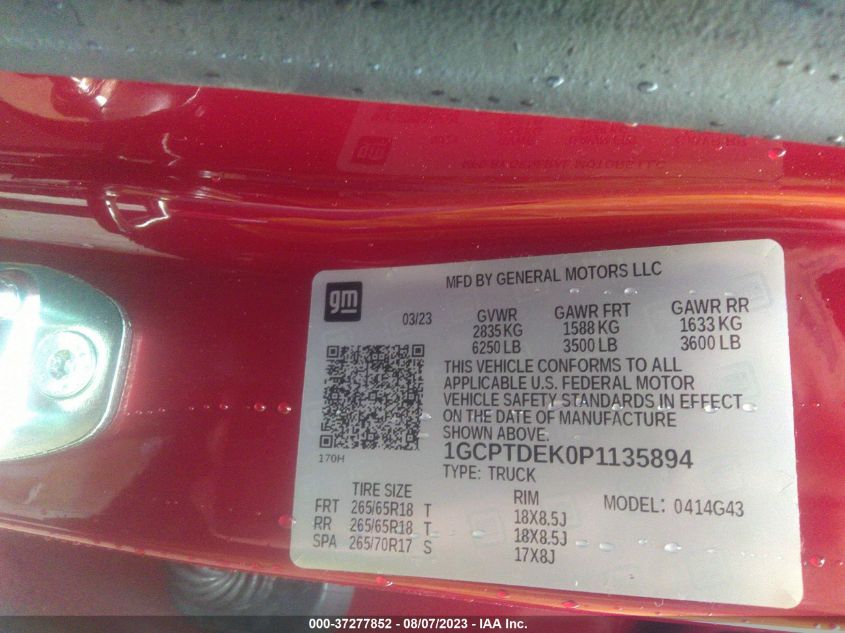 gm
MFD BY GENERAL MOTORS LLC
03/23
GVWR GAWR FRT GAWR RR
2835 KG 1588 KG 1633 KG
6250 LB 3500 LB 3600 LB
THIS VEHICLE CONFORMS TO ALL
APPLICABLE U.S. FEDERAL MOTOR
VEHICLE SAFETY STANDARDS IN EFFECT
ON THE DATE OF MANUFACTURE
SHOWN ABOVE.
170H
1GCPTDEK0P1135894
TYPE: TRUCK
TIRE SIZE RIM MODEL: 0414G43
FRT 265/65R18 T 18X8.5J
RR 265/65R18 T 18X8.5J
SPA 265/70R17 S 17X8J
000-37277852 - 08/07/2023 - IAA Inc.